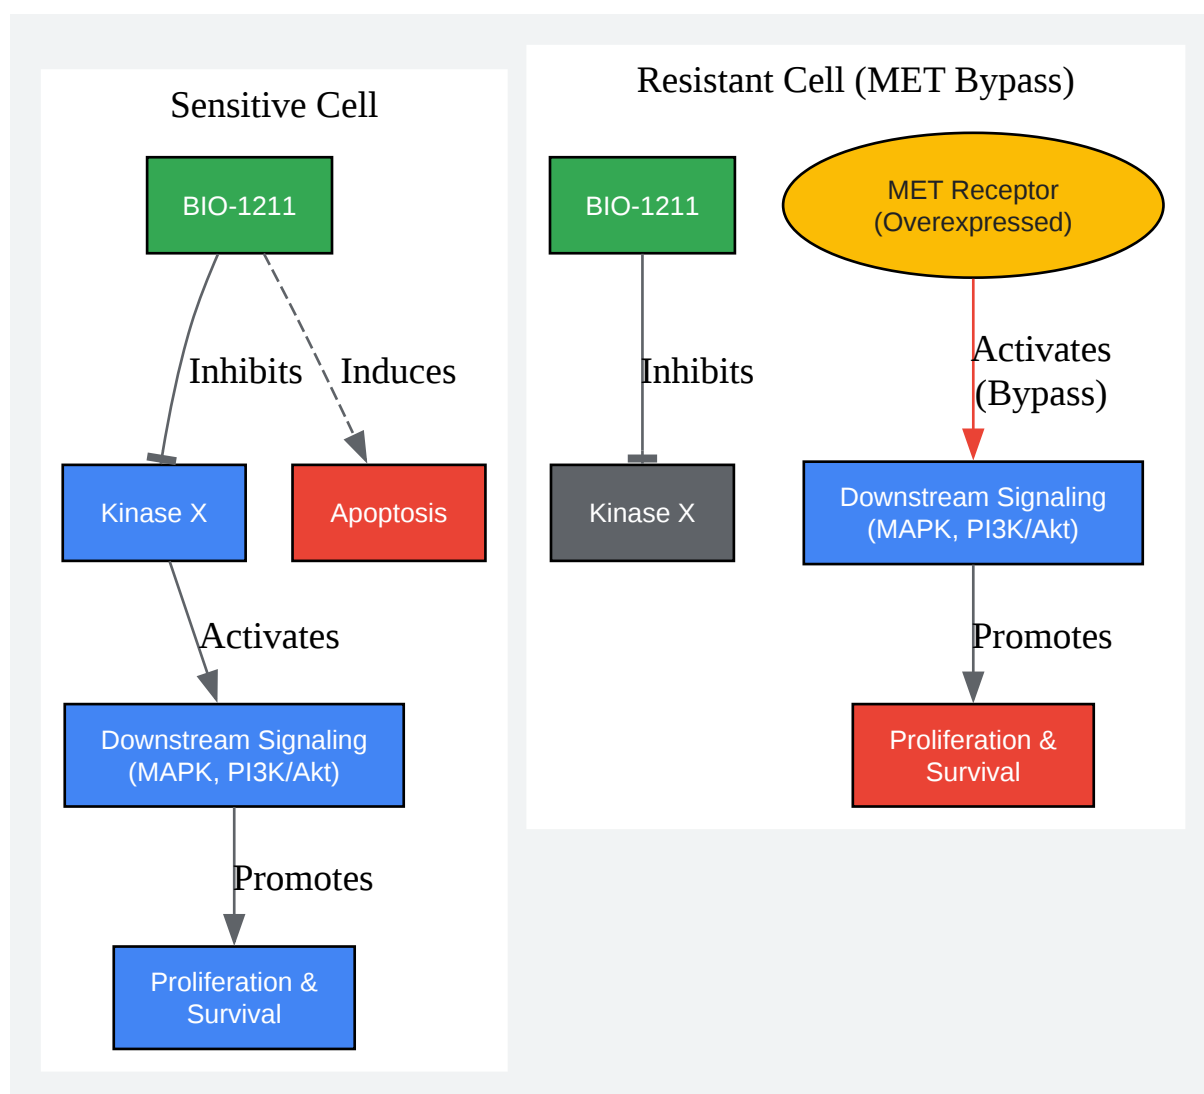 Sensitive Cell
BIO-1211
Inhibits
Induces
Kinase X
Apoptosis
Activates
Downstream Signaling
(MAPK, PI3K/Akt)
Promotes
Proliferation &
Survival
Resistant Cell (MET Bypass)
BIO-1211
MET Receptor
(Overexpressed)
Inhibits
Activates
(Bypass)
Kinase X
Downstream Signaling
(MAPK, PI3K/Akt)
Promotes
Proliferation &
Survival